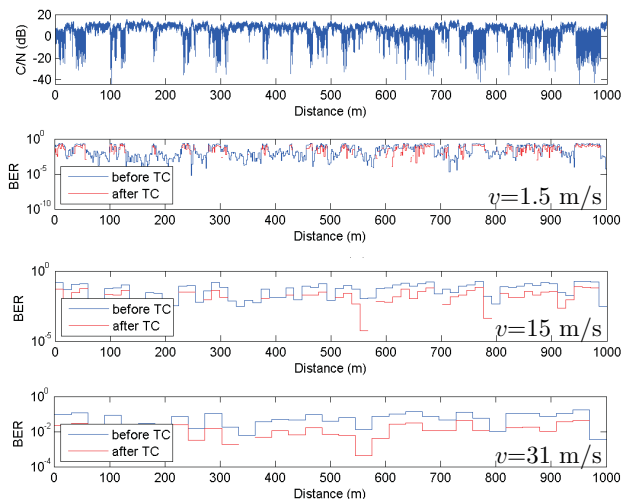 20
0
-20
-40
C/N (dB)
0 100 200 300 400 500 600 700 800 900 1000
Distance (m)
10^0
10^-5
10^-10
BER
before TC
after TC
v=1.5 m/s
0 100 200 300 400 500 600 700 800 900 1000
Distance (m)
10^0
10^-5
BER
before TC
after TC
v=15 m/s
0 100 200 300 400 500 600 700 800 900 1000
Distance (m)
10^0
10^-2
10^-4
BER
before TC
after TC
v=31 m/s
0 100 200 300 400 500 600 700 800 900 1000
Distance (m)